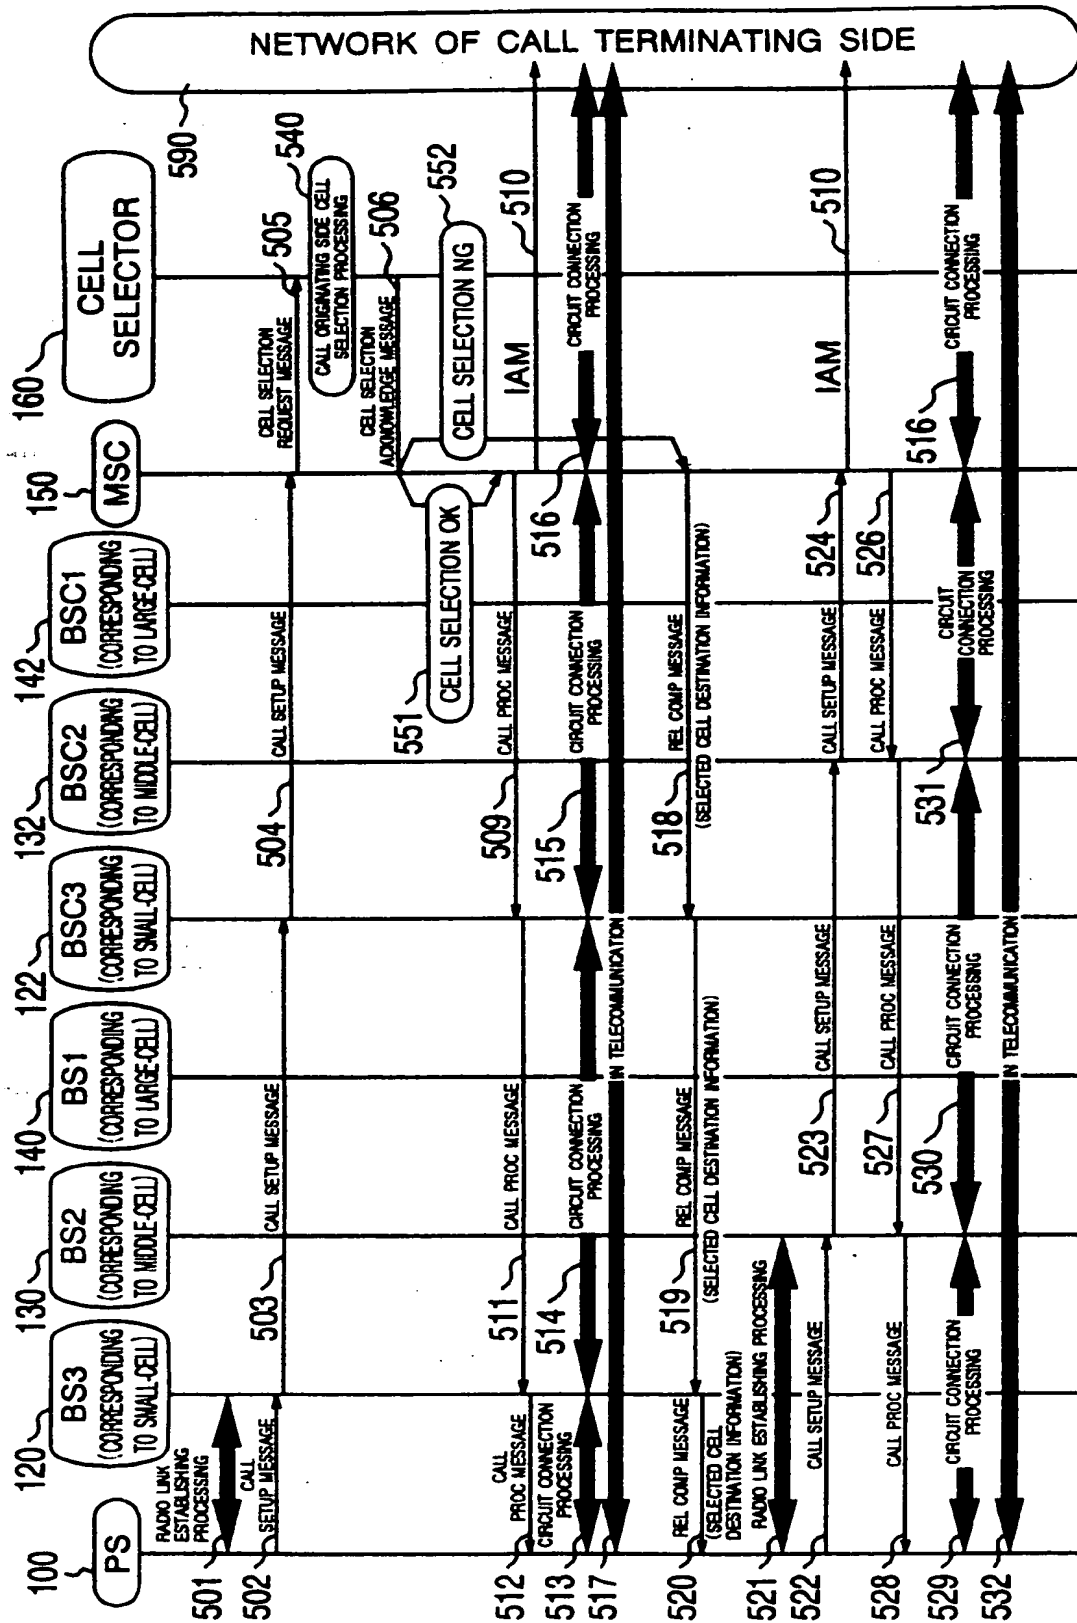 100
PS
120
BS3
(CORRESPONDING
TO SMALL-CELL)
130
BS2
(CORRESPONDING
TO MIDDLE-CELL)
140
BS1
(CORRESPONDING
TO LARGE-CELL)
122
BSC3
(CORRESPONDING
TO SMALL-CELL)
132
BSC2
(CORRESPONDING
TO MIDDLE-CELL)
142
BSC1
(CORRESPONDING
TO LARGE-CELL)
150
MSC
160
CELL
SELECTOR
590
NETWORK OF CALL TERMINATING SIDE
RADIO LINK
ESTABLISHING
PROCESSING
501
CALL
SETUP MESSAGE
502
503
CALL SETUP MESSAGE
504
CALL SETUP MESSAGE
CELL SELECTION
REQUEST MESSAGE
505
540
CALL ORIGINATING SIDE CELL
SELECTION PROCESSING
CELL SELECTION
ACKNOWLEDGE MESSAGE
506
551
CELL SELECTION OK
CELL SELECTION NG
552
512
CALL
PROC MESSAGE
511
CALL PROC MESSAGE
509
CALL PROC MESSAGE
IAM
510
513
CIRCUIT CONNECTION
PROCESSING
514
CIRCUIT CONNECTION
PROCESSING
515
CIRCUIT CONNECTION
PROCESSING
516
CIRCUIT CONNECTION
PROCESSING
517
IN TELECOMMUNICATION
520
REL COMP MESSAGE
(SELECTED CELL
DESTINATION INFORMATION)
519
REL COMP MESSAGE
(SELECTED CELL DESTINATION INFORMATION)
518
REL COMP MESSAGE
(SELECTED CELL DESTINATION INFORMATION)
521
RADIO LINK ESTABLISHING PROCESSING
522
CALL SETUP MESSAGE
523
CALL SETUP MESSAGE
CALL SETUP MESSAGE
524
IAM
510
528
CALL PROC MESSAGE
527
CALL PROC MESSAGE
CALL PROC MESSAGE
526
529
CIRCUIT CONNECTION
PROCESSING
530
CIRCUIT CONNECTION
PROCESSING
531
CIRCUIT
CONNECTION
PROCESSING
516
CIRCUIT CONNECTION
PROCESSING
532
IN TELECOMMUNICATION